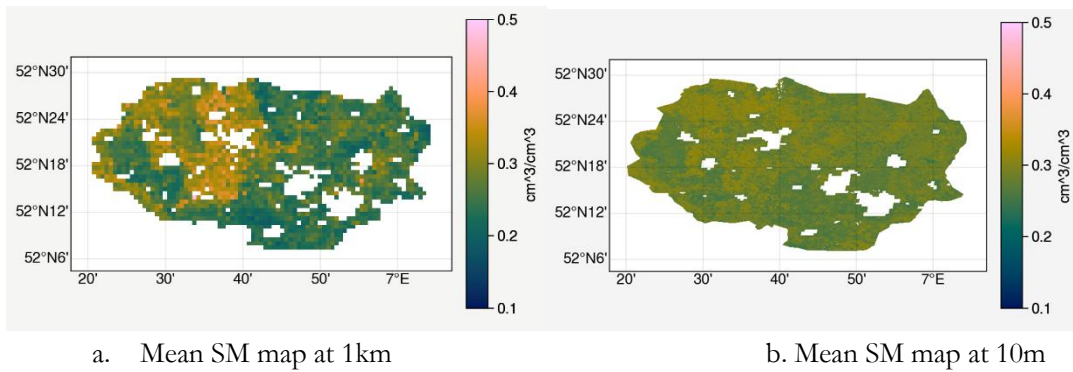 0.5
52°N30'
0.4
52°N24'
0.3
52°N18'
0.2
52°N12'
52°N6'
0.1
20' 30' 40' 50' 7°E
cm^3/cm^3
0.5
52°N30'
0.4
52°N24'
0.3
52°N18'
0.2
52°N12'
52°N6'
0.1
20' 30' 40' 50' 7°E
cm^3/cm^3
a. Mean SM map at 1km
b. Mean SM map at 10m